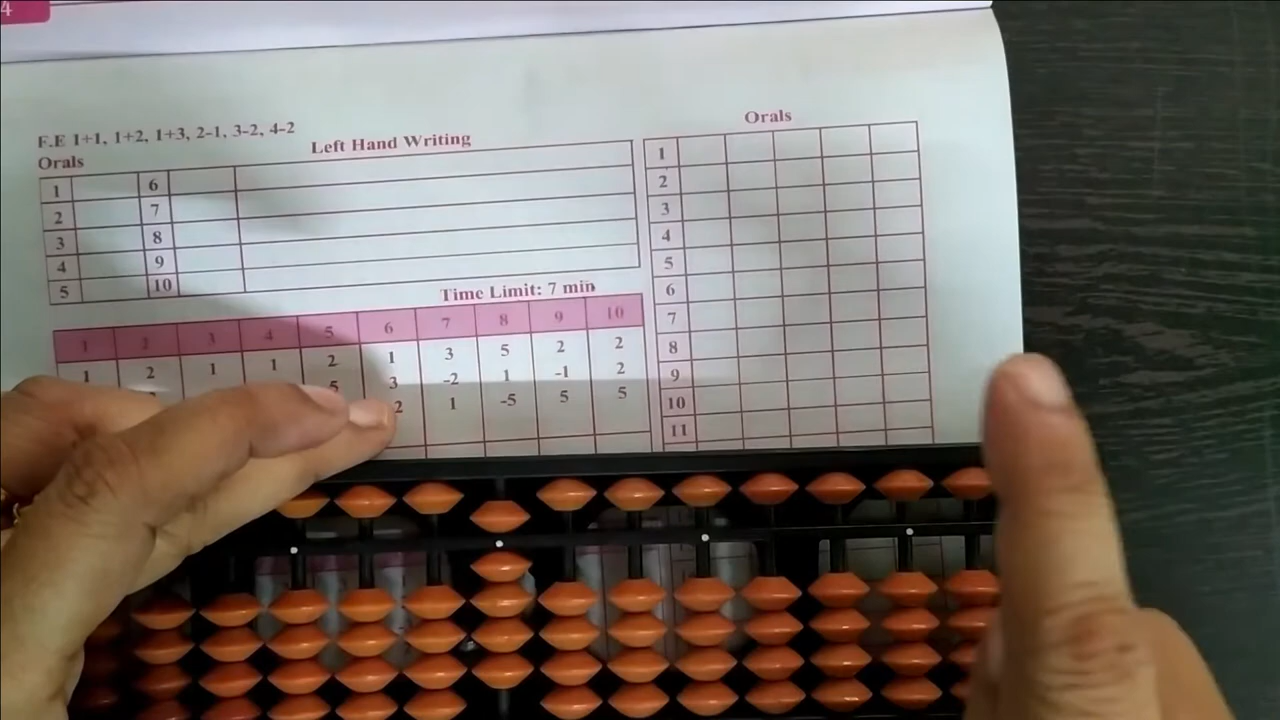 4
F.E 1+1, 1+2, 1+3, 2-1, 3-2, 4-2
Orals
Left Hand Writing
Orals
1 6
2 7
3 8
4 9
5 10
1
2
3
4
5
6
7
8
9
10
11
Time Limit: 7 min
1 2 3 4 5 6 7 8 9 10
1 2 1 1 2 1 3 5 2 2
5 3 -2 1 -1 2
2 1 -5 5 5